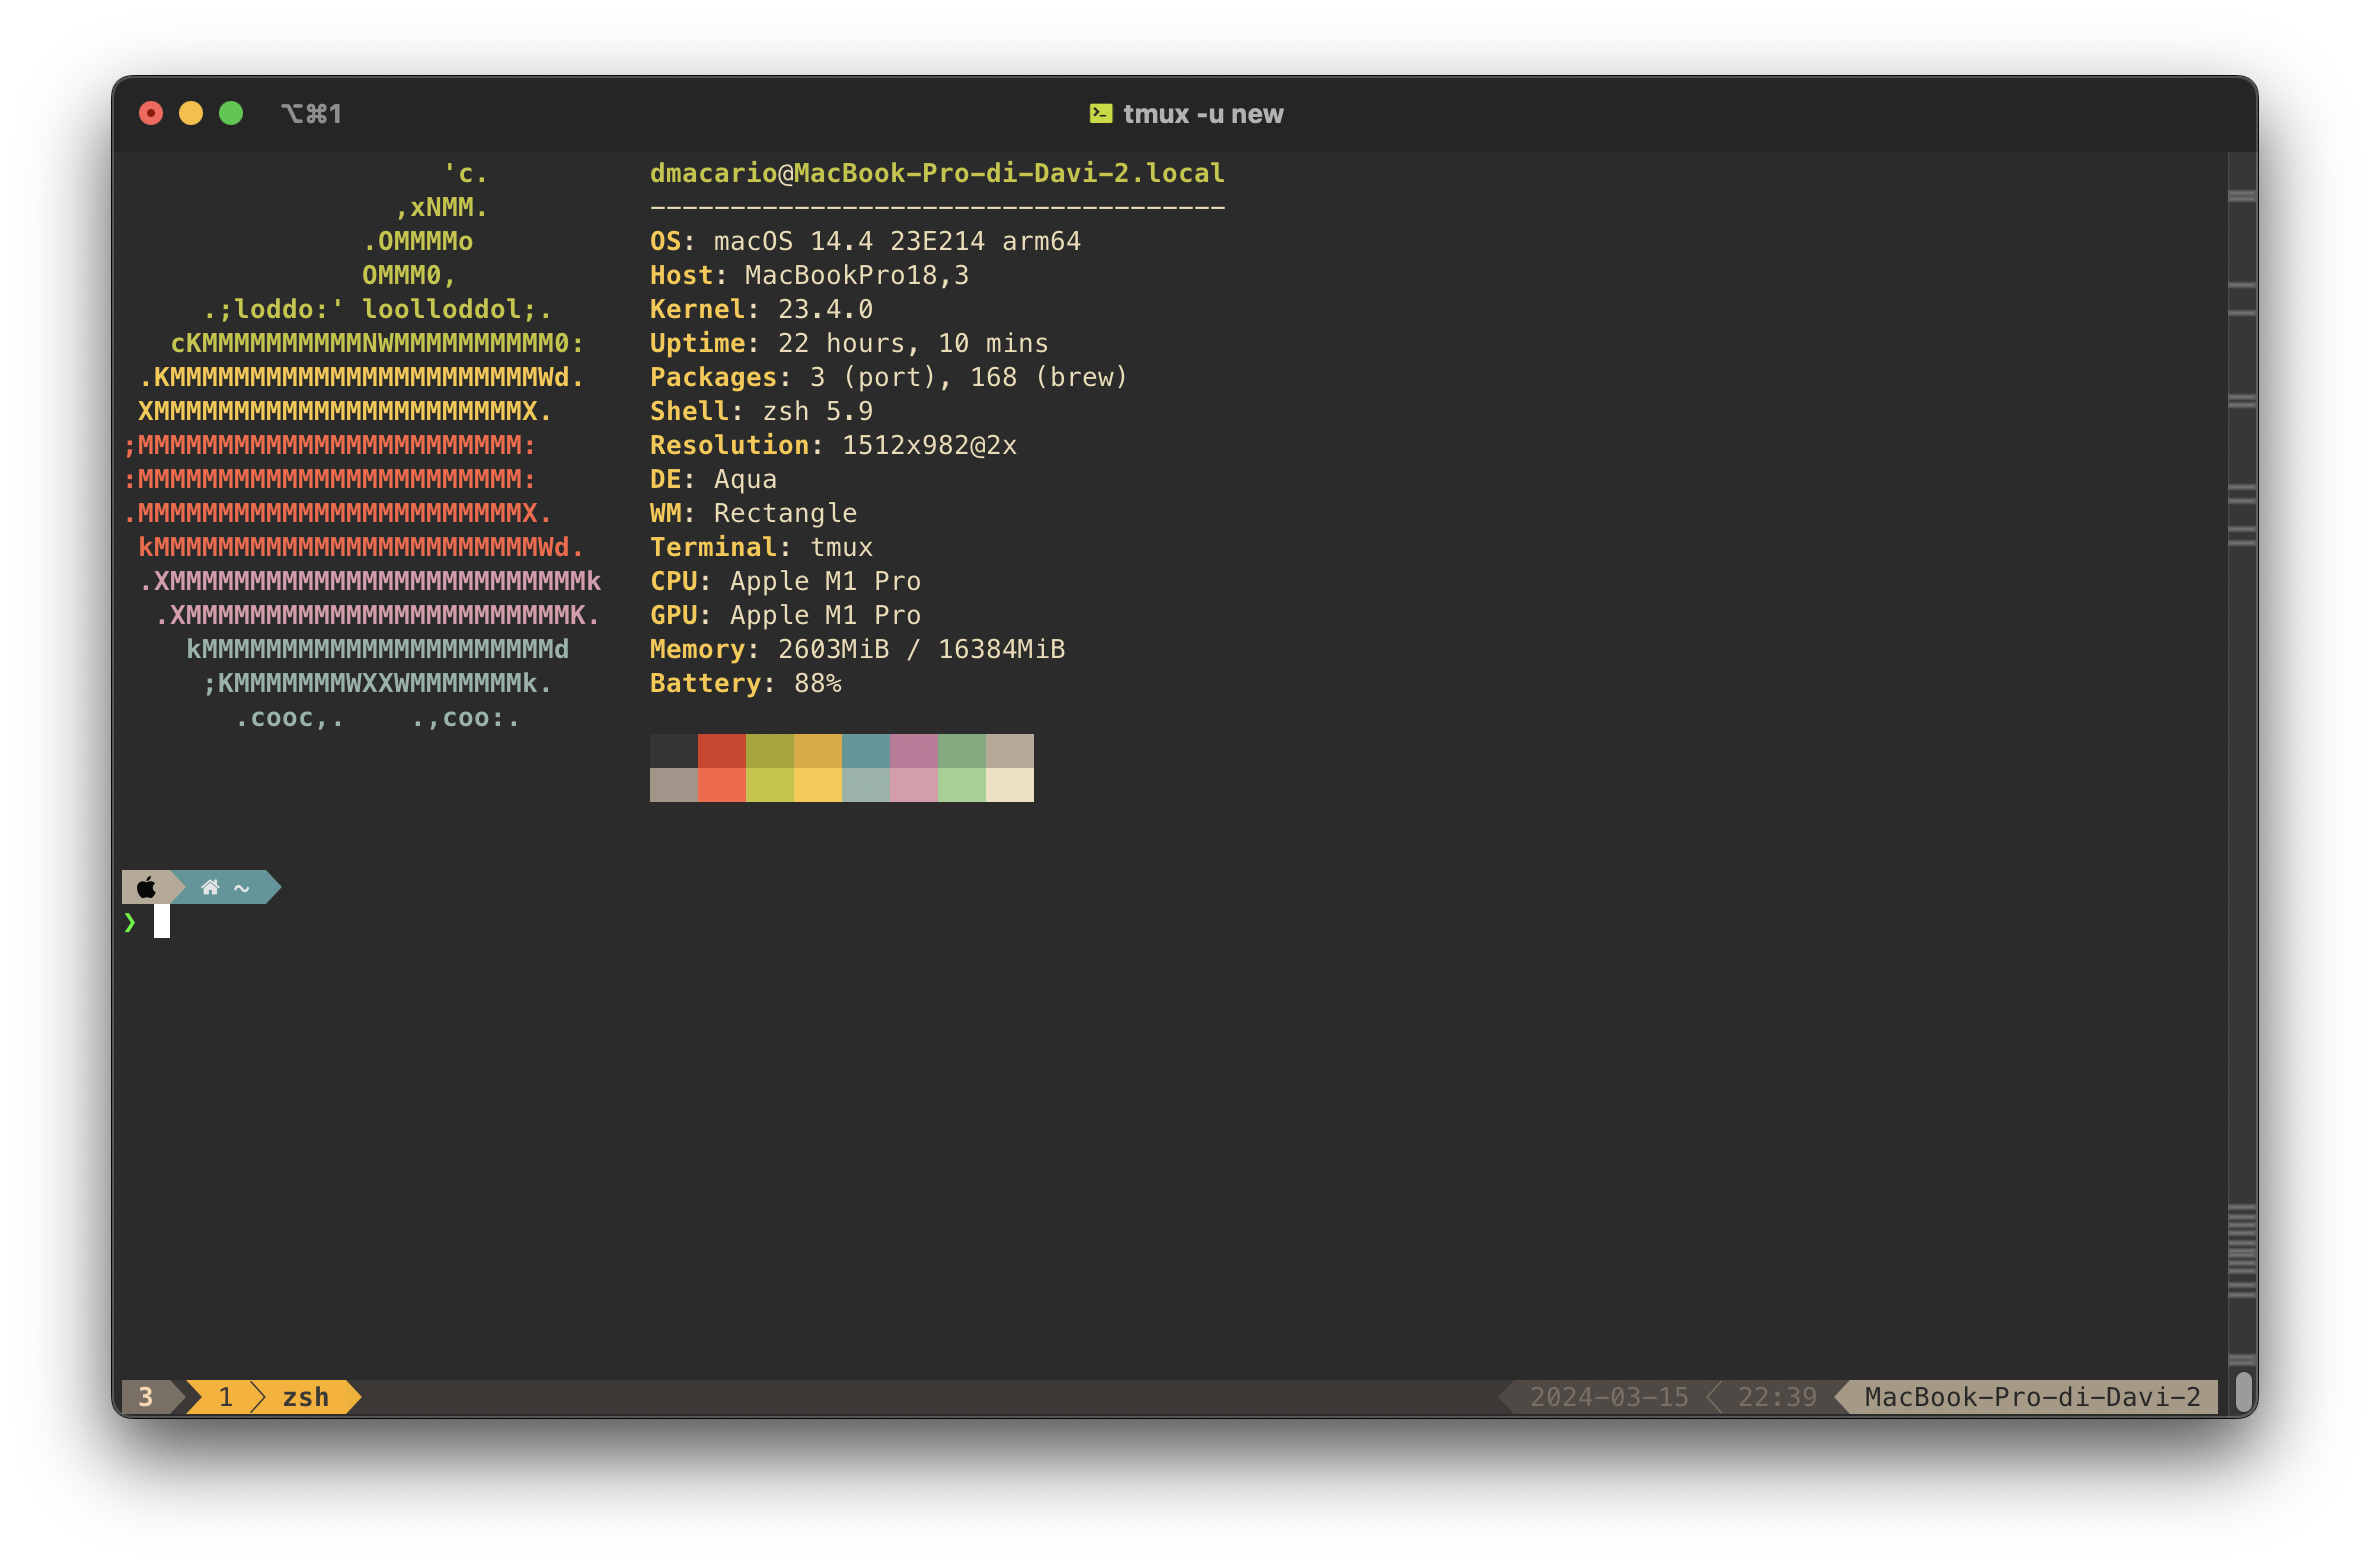 ⌥⌘1 tmux -u new
'c. dmacario@MacBook-Pro-di-Davi-2.local
,xNMM. ------------------------------------
.OMMMMo OS: macOS 14.4 23E214 arm64
OMMM0, Host: MacBookPro18,3
.;loddo:' loolloddol;. Kernel: 23.4.0
cKMMMMMMMMMMNWMMMMMMMMMM0: Uptime: 22 hours, 10 mins
.KMMMMMMMMMMMMMMMMMMMMMMMWd. Packages: 3 (port), 168 (brew)
XMMMMMMMMMMMMMMMMMMMMMMMX. Shell: zsh 5.9
;MMMMMMMMMMMMMMMMMMMMMMMM: Resolution: 1512x982@2x
:MMMMMMMMMMMMMMMMMMMMMMMM: DE: Aqua
.MMMMMMMMMMMMMMMMMMMMMMMMX. WM: Rectangle
kMMMMMMMMMMMMMMMMMMMMMMMMWd. Terminal: tmux
.XMMMMMMMMMMMMMMMMMMMMMMMMMMk CPU: Apple M1 Pro
.XMMMMMMMMMMMMMMMMMMMMMMMMK. GPU: Apple M1 Pro
kMMMMMMMMMMMMMMMMMMMMMMd Memory: 2603MiB / 16384MiB
;KMMMMMMMWXXWMMMMMMMk. Battery: 88%
.cooc,. .,coo:.
~
❯
3 1 zsh 2024-03-15 22:39 MacBook-Pro-di-Davi-2